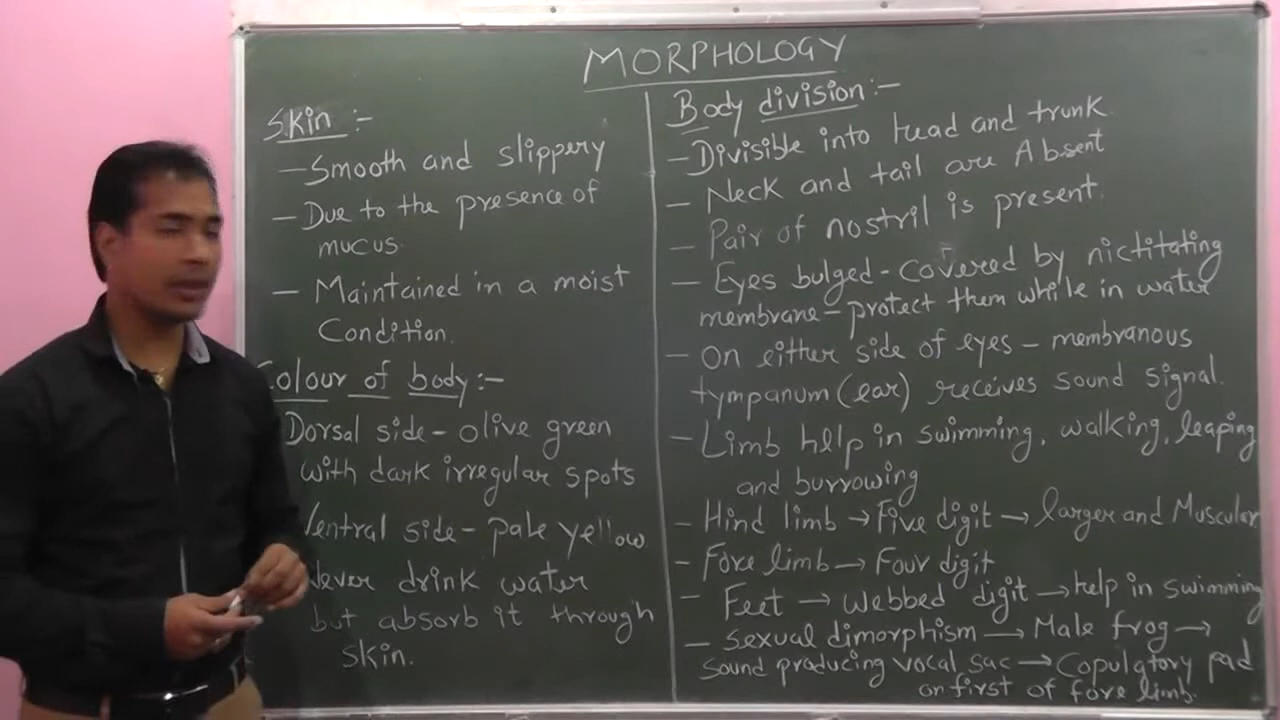 MORPHOLOGY
Skin :-
- Smooth and slippery
- Due to the presence of
mucus.
- Maintained in a moist
Condition.
Colour of body:-
Dorsal side - olive green
with dark irregular spots
Ventral side - pale yellow
Never drink water
but absorb it through
skin.
Body division:-
- Divisible into head and trunk.
- Neck and tail are Absent
- Pair of nostril is present.
- Eyes bulged - covered by nictitating
membrane - protect them while in water
- On either side of eyes - membranous
tympanum (ear) receives sound signal.
- Limb help in swimming, walking, leaping
and burrowing
- Hind limb → Five digit → larger and Muscular
- Fore limb → Four digit
- Feet → Webbed digit → help in swimming
- sexual dimorphism — Male frog →
sound producing vocal sac → Copulatory pad
on first of fore limb.